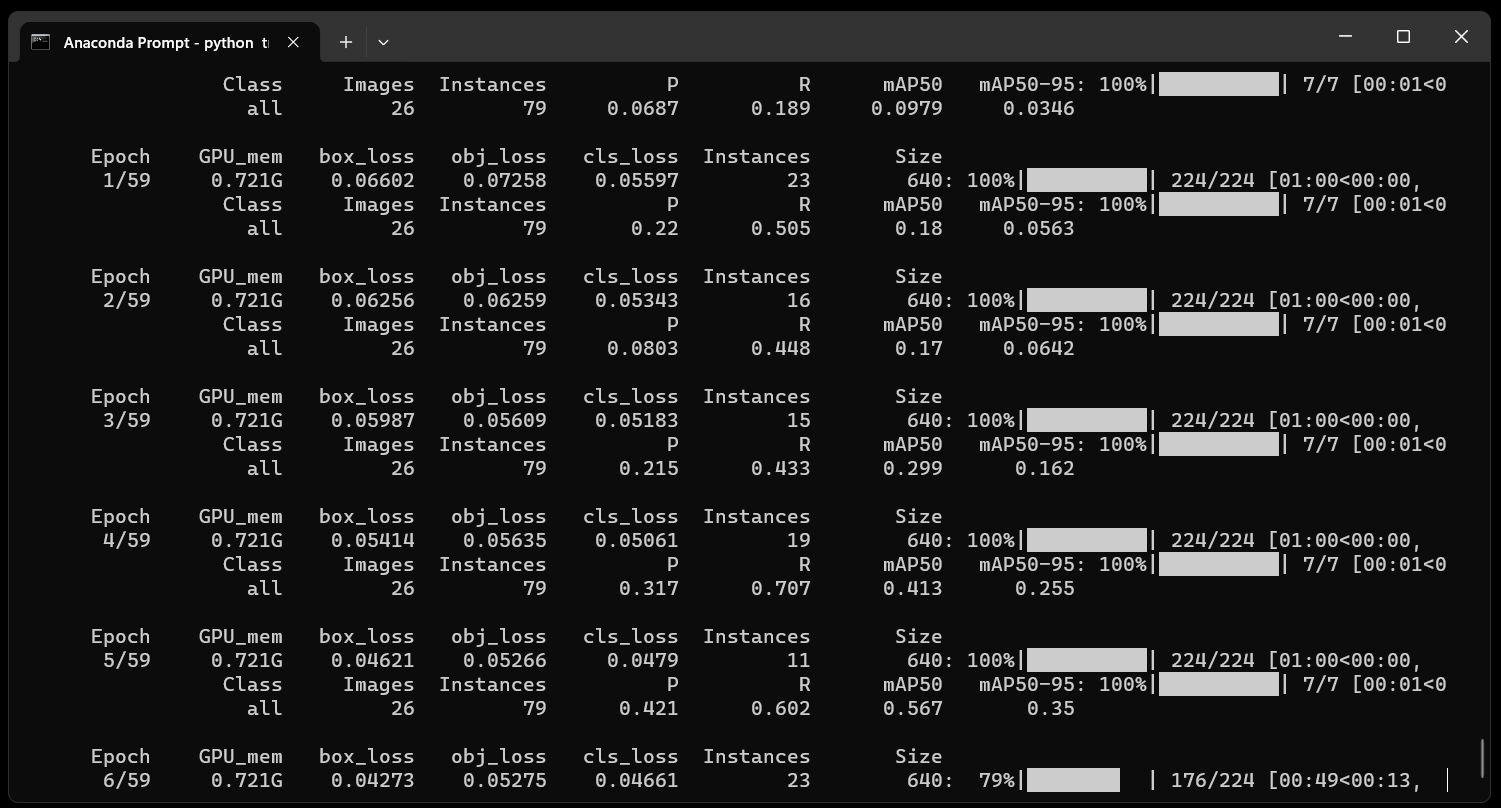 Anaconda Prompt - python tr
Class Images Instances P R mAP50 mAP50-95: 100%| | 7/7 [00:01<0
all 26 79 0.0687 0.189 0.0979 0.0346
Epoch GPU_mem box_loss obj_loss cls_loss Instances Size
1/59 0.721G 0.06602 0.07258 0.05597 23 640: 100%| | 224/224 [01:00<00:00,
Class Images Instances P R mAP50 mAP50-95: 100%| | 7/7 [00:01<0
all 26 79 0.22 0.505 0.18 0.0563
Epoch GPU_mem box_loss obj_loss cls_loss Instances Size
2/59 0.721G 0.06256 0.06259 0.05343 16 640: 100%| | 224/224 [01:00<00:00,
Class Images Instances P R mAP50 mAP50-95: 100%| | 7/7 [00:01<0
all 26 79 0.0803 0.448 0.17 0.0642
Epoch GPU_mem box_loss obj_loss cls_loss Instances Size
3/59 0.721G 0.05987 0.05609 0.05183 15 640: 100%| | 224/224 [01:00<00:00,
Class Images Instances P R mAP50 mAP50-95: 100%| | 7/7 [00:01<0
all 26 79 0.215 0.433 0.299 0.162
Epoch GPU_mem box_loss obj_loss cls_loss Instances Size
4/59 0.721G 0.05414 0.05635 0.05061 19 640: 100%| | 224/224 [01:00<00:00,
Class Images Instances P R mAP50 mAP50-95: 100%| | 7/7 [00:01<0
all 26 79 0.317 0.707 0.413 0.255
Epoch GPU_mem box_loss obj_loss cls_loss Instances Size
5/59 0.721G 0.04621 0.05266 0.0479 11 640: 100%| | 224/224 [01:00<00:00,
Class Images Instances P R mAP50 mAP50-95: 100%| | 7/7 [00:01<0
all 26 79 0.421 0.602 0.567 0.35
Epoch GPU_mem box_loss obj_loss cls_loss Instances Size
6/59 0.721G 0.04273 0.05275 0.04661 23 640: 79%| | 176/224 [00:49<00:13,